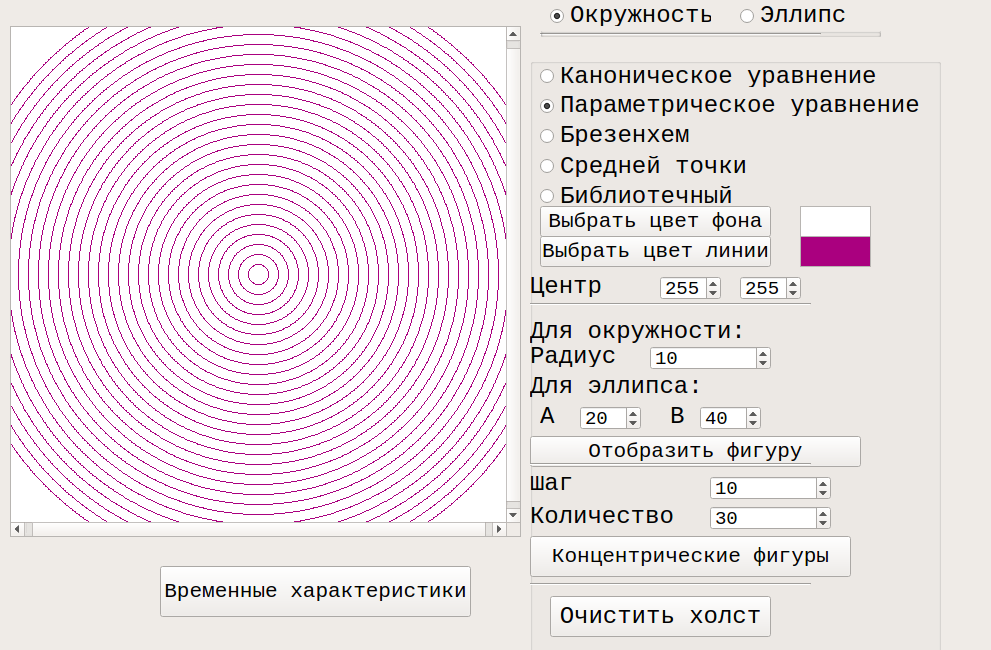 Окружность Эллипс
Каноническое уравнение
Параметрическое уравнение
Брезенхем
Средней точки
Библиотечный
Выбрать цвет фона
Выбрать цвет линии
Центр 255 255
Для окружности:
Радиус 10
Для эллипса:
A 20 B 40
Отобразить фигуру
Шаг 10
Количество 30
Концентрические фигуры
Временные характеристики
Очистить холст